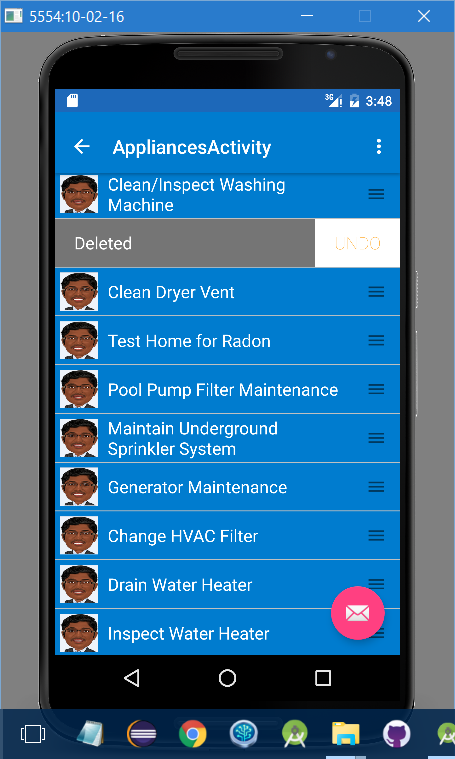 5554:10-02-16
3G 3:48
AppliancesActivity
Clean/Inspect Washing
Machine
Deleted UNDO
Clean Dryer Vent
Test Home for Radon
Pool Pump Filter Maintenance
Maintain Underground
Sprinkler System
Generator Maintenance
Change HVAC Filter
Drain Water Heater
Inspect Water Heater